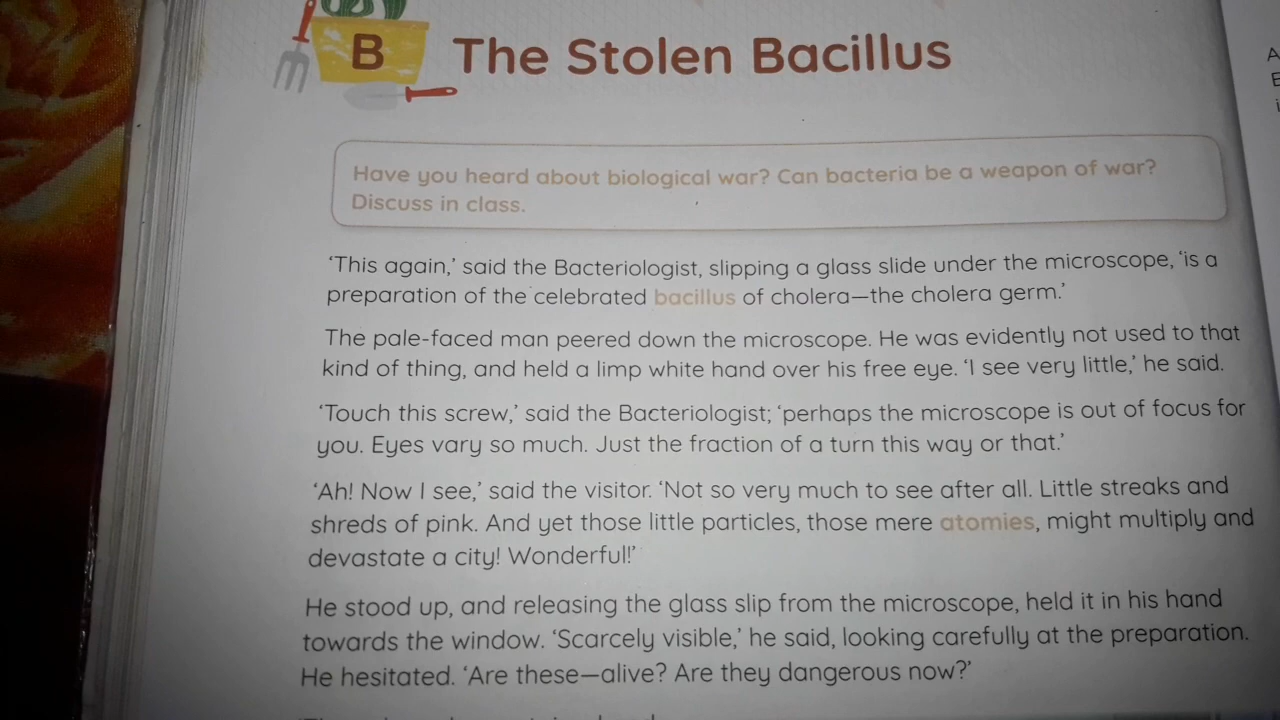 B The Stolen Bacillus
Have you heard about biological war? Can bacteria be a weapon of war?
Discuss in class.
‘This again,’ said the Bacteriologist, slipping a glass slide under the microscope, ‘is a
preparation of the celebrated bacillus of cholera—the cholera germ.’
The pale-faced man peered down the microscope. He was evidently not used to that
kind of thing, and held a limp white hand over his free eye. ‘I see very little,’ he said.
‘Touch this screw,’ said the Bacteriologist; ‘perhaps the microscope is out of focus for
you. Eyes vary so much. Just the fraction of a turn this way or that.’
‘Ah! Now I see,’ said the visitor. ‘Not so very much to see after all. Little streaks and
shreds of pink. And yet those little particles, those mere atomies, might multiply and
devastate a city! Wonderful!’
He stood up, and releasing the glass slip from the microscope, held it in his hand
towards the window. ‘Scarcely visible,’ he said, looking carefully at the preparation.
He hesitated. ‘Are these—alive? Are they dangerous now?’